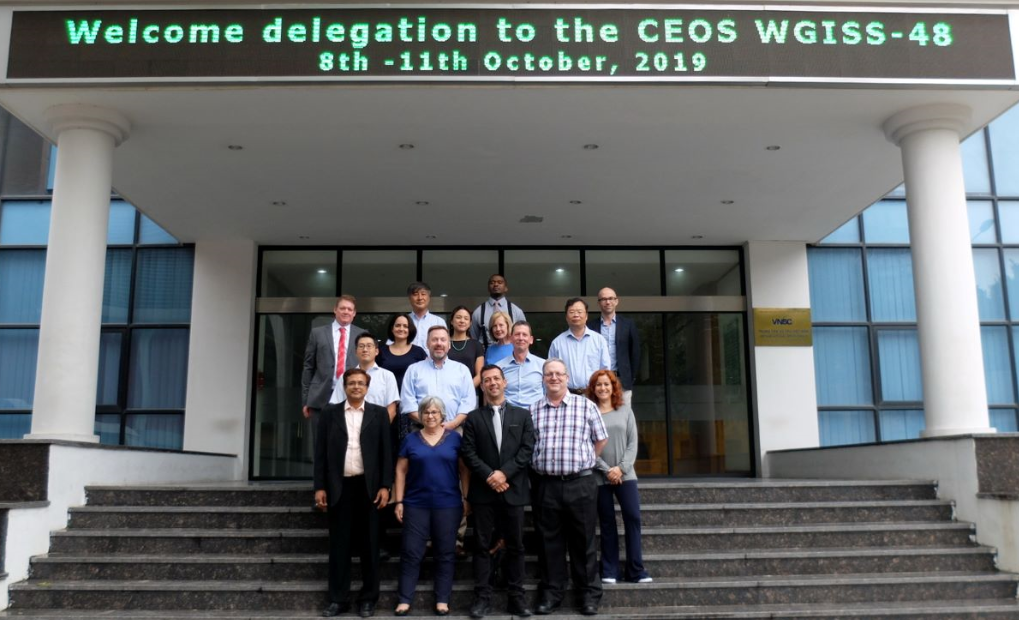 Welcome delegation to the CEOS WGISS-48
8th -11th October, 2019
VNSC